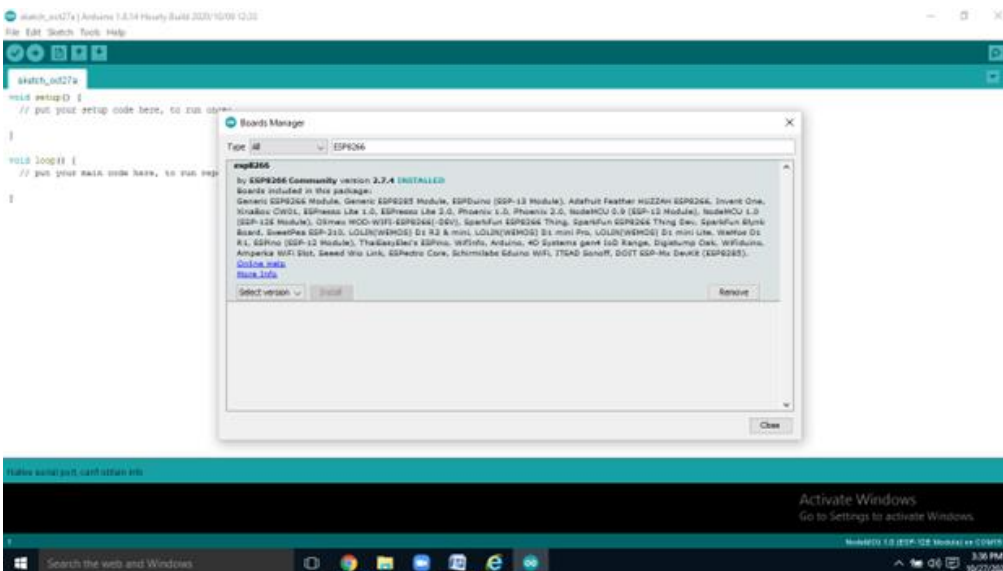 sketch_oct27a | Arduino 1.8.14 Hourly Build 2020/10/09 12:33
File Edit Sketch Tools Help
sketch_oct27a
void setup() {
// put your setup code here, to run once:
}
void loop() {
// put your main code here, to run rep
}
Boards Manager
Type All ESP8266
esp8266
by ESP8266 Community version 2.7.4 INSTALLED
Boards included in this package:
Generic ESP8266 Module, Generic ESP8285 Module, ESPDuino (ESP-13 Module), Adafruit Feather HUZZAH ESP8266, Invent One,
XinaBox CW01, ESPresso Lite 1.0, ESPresso Lite 2.0, Phoenix 1.0, Phoenix 2.0, NodeMCU 0.9 (ESP-12 Module), NodeMCU 1.0
(ESP-12E Module), Olimex MOD-WIFI-ESP8266(-DEV), SparkFun ESP8266 Thing, SparkFun ESP8266 Thing Dev, SparkFun Blynk
Board, SweetPea ESP-210, LOLIN(WEMOS) D1 R2 & mini, LOLIN(WEMOS) D1 mini Pro, LOLIN(WEMOS) D1 mini Lite, WeMos D1
R1, ESPino (ESP-12 Module), ThaiEasyElec's ESPino, WifInfo, Arduino, 4D Systems gen4 IoD Range, Digistump Oak, WiFiduino,
Amperka WiFi Slot, Seeed Wio Link, ESPectro Core, Schirmilabs Eduino WiFi, ITEAD Sonoff, DOIT ESP-Mx DevKit (ESP8285).
Online Help
More Info
Select version Install Remove
Close
Native serial port, can't obtain info
Activate Windows
Go to Settings to activate Windows.
NodeMCU 1.0 (ESP-12E Module) on
Search the web and Windows
3:36 PM